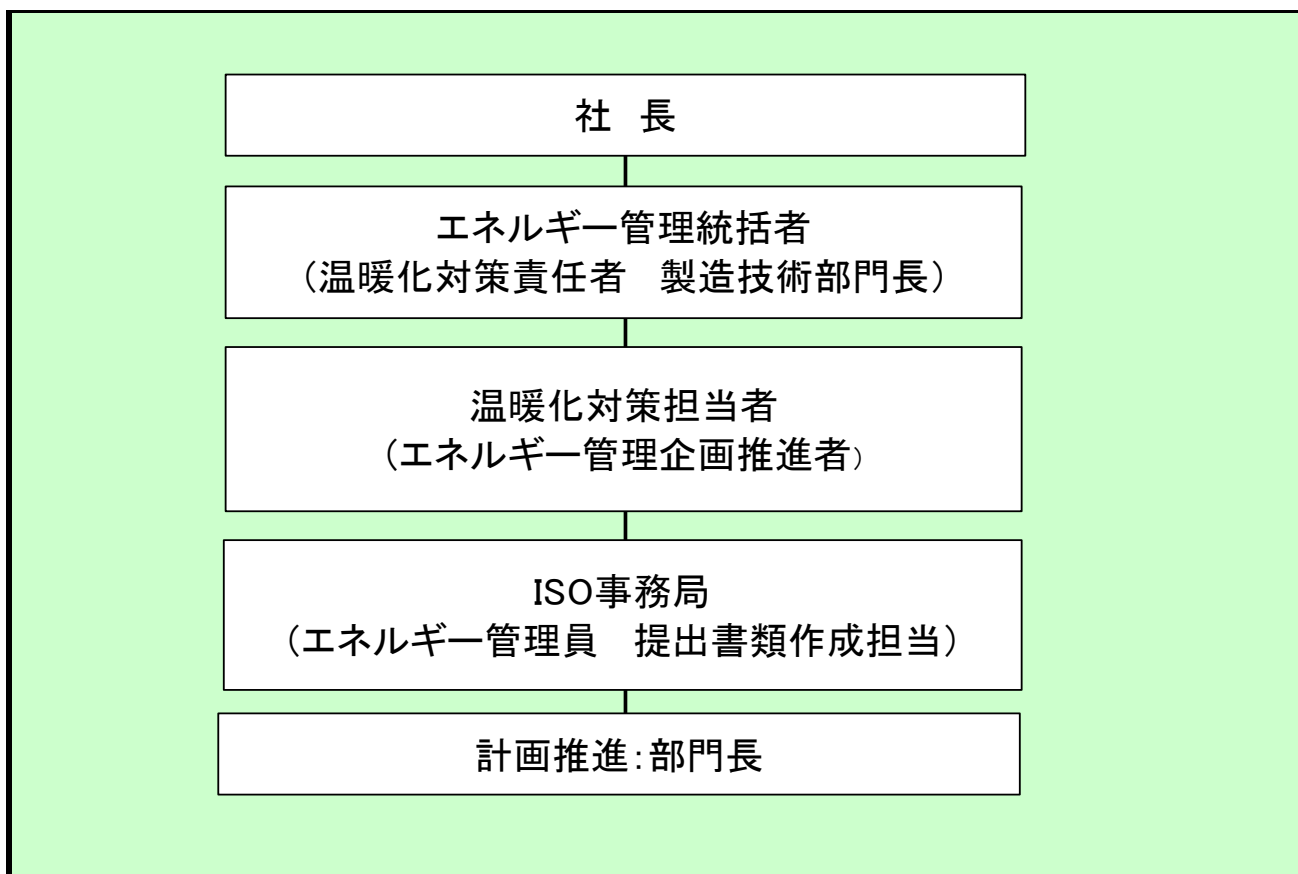 社　長
エネルギー管理統括者
（温暖化対策責任者　製造技術部門長）
温暖化対策担当者
（エネルギー管理企画推進者）
ISO事務局
（エネルギー管理員　提出書類作成担当）
計画推進：部門長